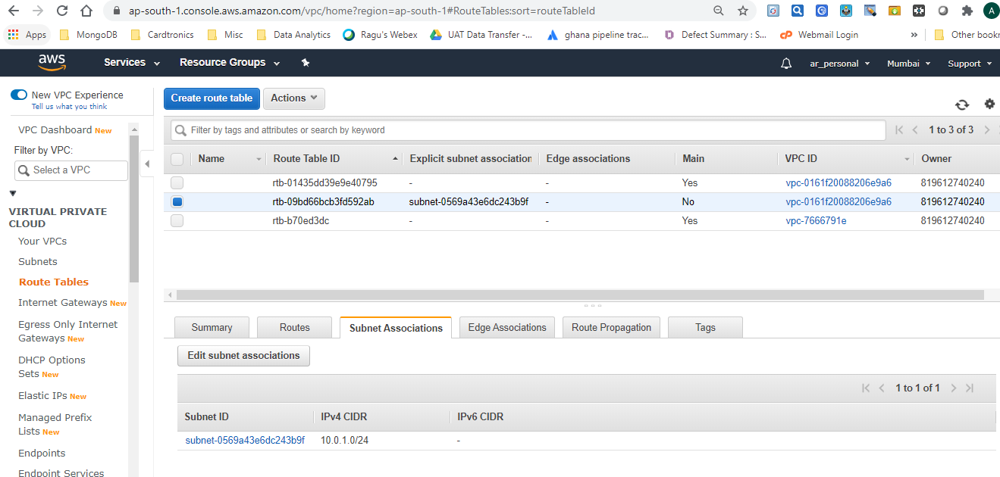 ap-south-1.console.aws.amazon.com/vpc/home?region=ap-south-1#RouteTables:sort=routeTableId
A
Apps MongoDB Cardtronics Misc Data Analytics Ragu's Webex UAT Data Transfer -... ghana pipeline trac... Defect Summary : S... Webmail Login » Other bookr
aws Services Resource Groups ar_personal Mumbai Support
New VPC Experience
Tell us what you think
VPC Dashboard New
Filter by VPC:
Select a VPC
VIRTUAL PRIVATE
CLOUD
Your VPCs
Subnets
Route Tables
Internet Gateways New
Egress Only Internet
Gateways New
DHCP Options
Sets New
Elastic IPs New
Managed Prefix
Lists New
Endpoints
Endpoint Services
Create route table Actions
Filter by tags and attributes or search by keyword 1 to 3 of 3
Name Route Table ID Explicit subnet association Edge associations Main VPC ID Owner
rtb-01435dd39e9e40795 - - Yes vpc-0161f20088206e9a6 819612740240
rtb-09bd66bcb3fd592ab subnet-0569a43e6dc243b9f - No vpc-0161f20088206e9a6 819612740240
rtb-b70ed3dc - - Yes vpc-7666791e 819612740240
Summary Routes Subnet Associations Edge Associations Route Propagation Tags
Edit subnet associations
1 to 1 of 1
Subnet ID IPv4 CIDR IPv6 CIDR
subnet-0569a43e6dc243b9f 10.0.1.0/24 -